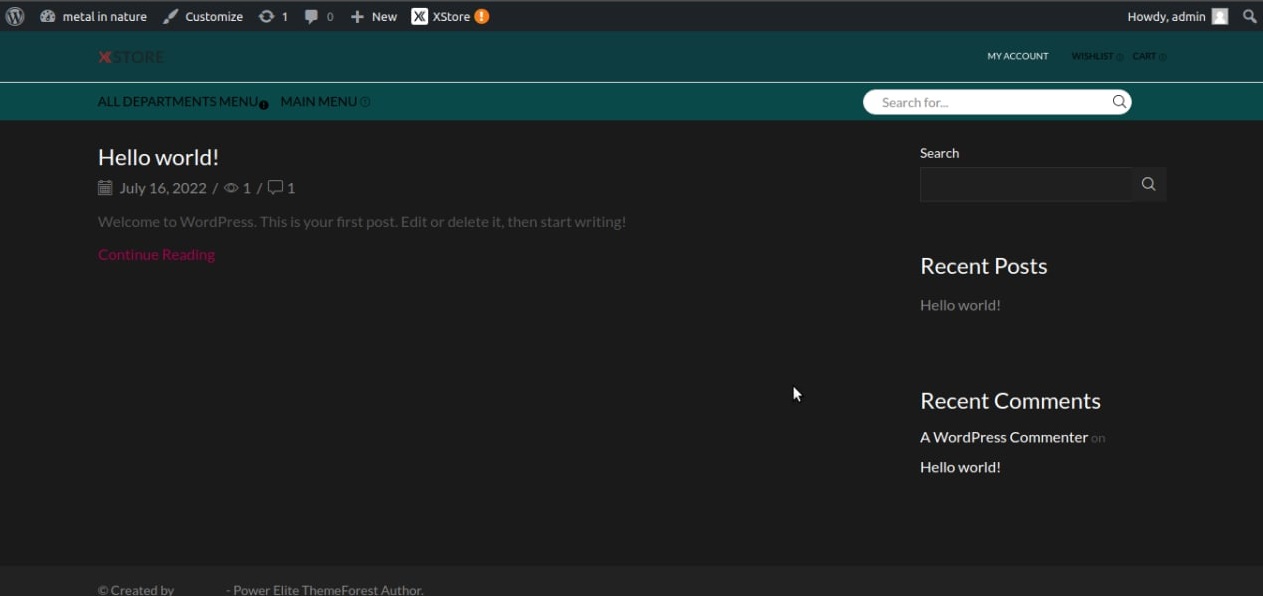 metal in nature Customize 1 0 New XStore Howdy, admin
XSTORE MY ACCOUNT WISHLIST CART
ALL DEPARTMENTS MENU MAIN MENU Search for...
Hello world!
July 16, 2022 / 1 / 1
Welcome to WordPress. This is your first post. Edit or delete it, then start writing!
Continue Reading
Search
Recent Posts
Hello world!
Recent Comments
A WordPress Commenter on
Hello world!
© Created by - Power Elite ThemeForest Author.